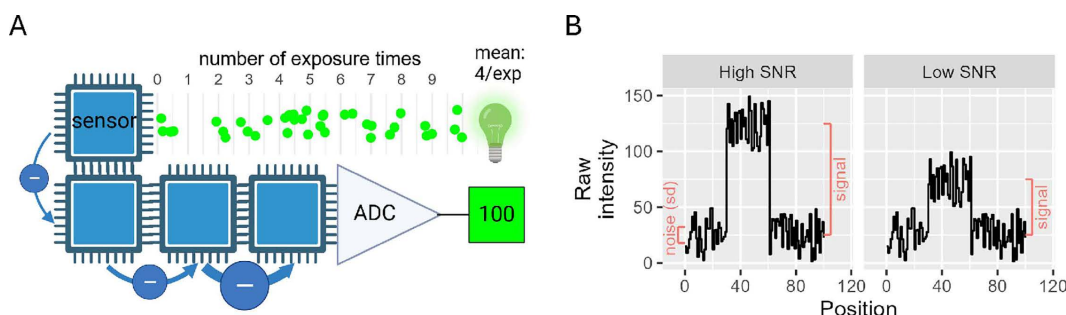 A
number of exposure times
mean:
4/exp
0 1 2 3 4 5 6 7 8 9
sensor
−
ADC
100
− −
B
High SNR Low SNR
150
100
50
0
Raw
intensity
noise (sd)
signal
signal
0 40 80 120 0 40 80 120
Position